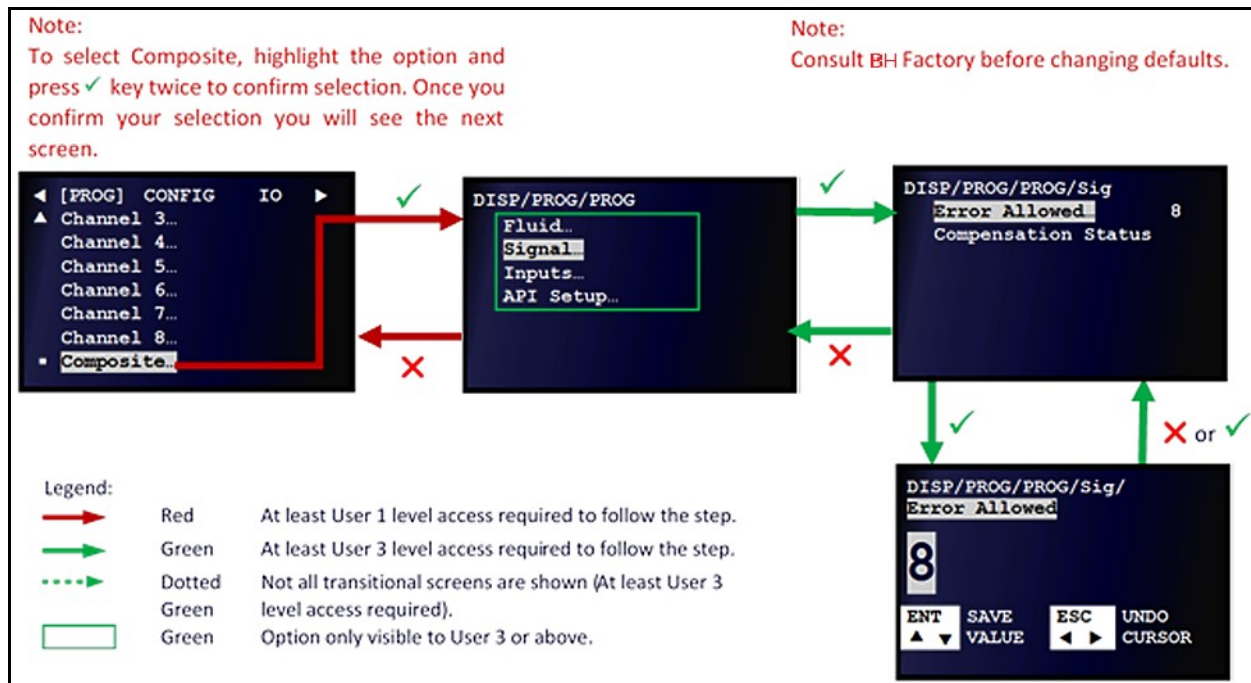 Note:
To select Composite, highlight the option and
press ✓ key twice to confirm selection. Once you
confirm your selection you will see the next
screen.
Note:
Consult BH Factory before changing defaults.
◄ [PROG] CONFIG IO ►
▲ Channel 3…
Channel 4…
Channel 5…
Channel 6…
Channel 7…
Channel 8…
▪ Composite…
✓
✕
DISP/PROG/PROG
Fluid…
Signal…
Inputs…
API Setup…
✓
✕
DISP/PROG/PROG/Sig
Error Allowed… 8
Compensation Status
✓
✕ or ✓
DISP/PROG/PROG/Sig/
Error Allowed
8
ENT SAVE ESC UNDO
▲ ▼ VALUE ◄ ► CURSOR
Legend:
Red At least User 1 level access required to follow the step.
Green At least User 3 level access required to follow the step.
Dotted Not all transitional screens are shown (At least User 3
Green level access required).
Green Option only visible to User 3 or above.